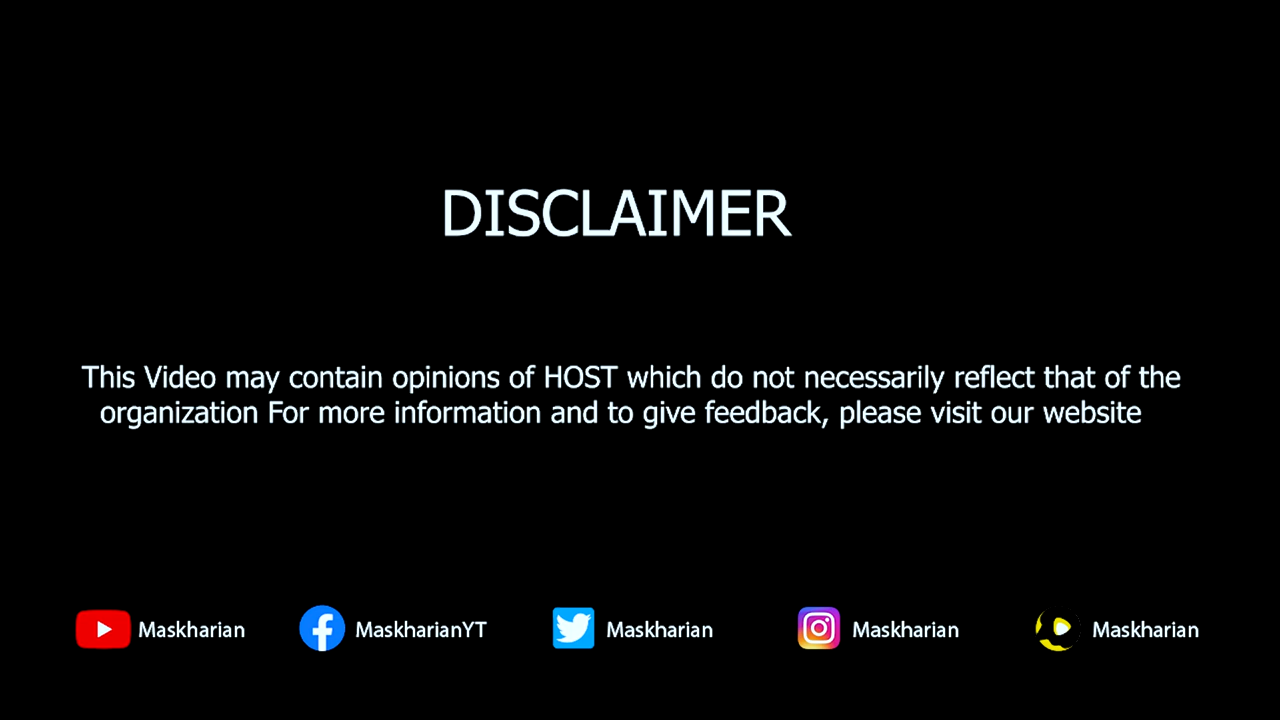 DISCLAIMER
This Video may contain opinions of HOST which do not necessarily reflect that of the
organization For more information and to give feedback, please visit our website
Maskharian MaskharianYT Maskharian Maskharian Maskharian